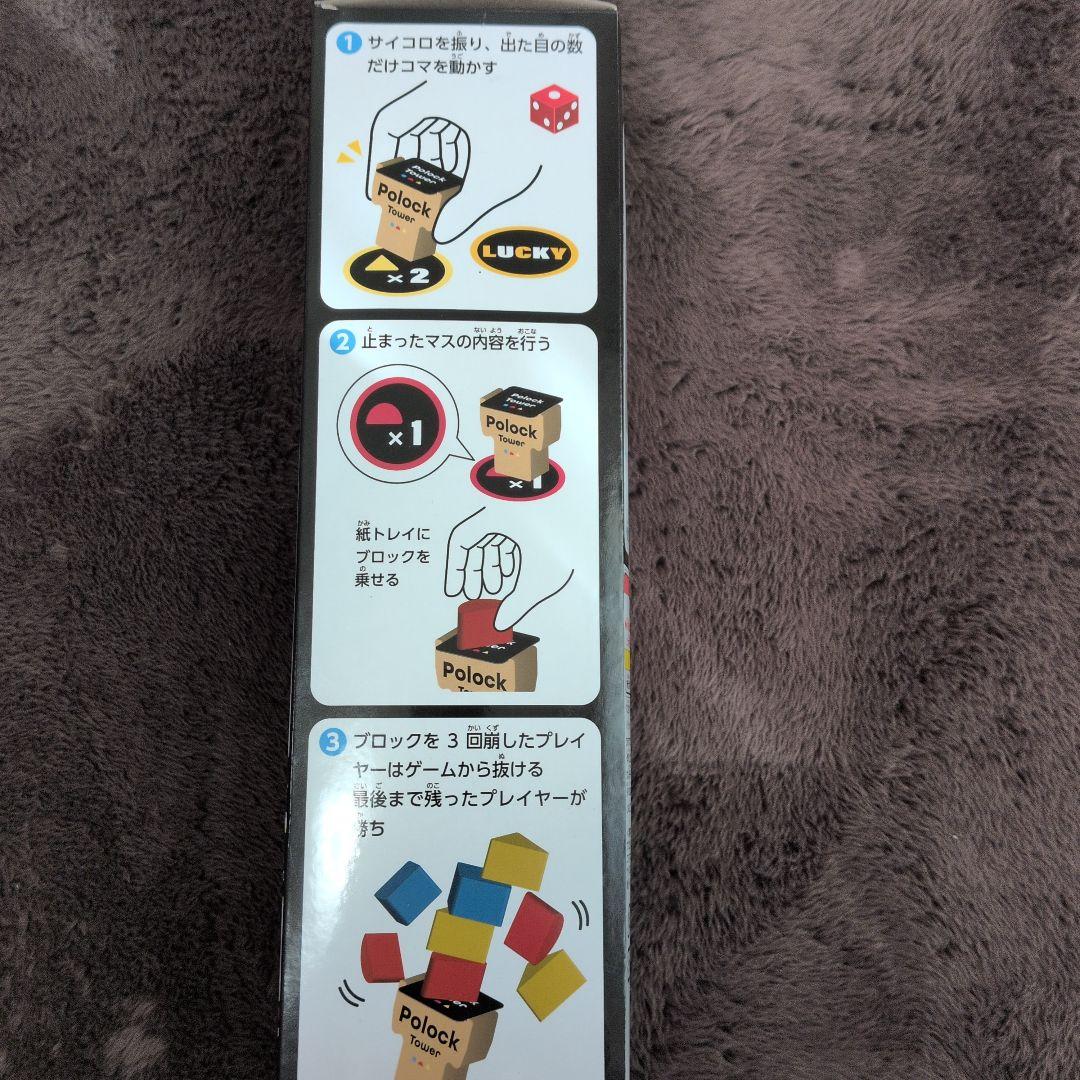 1 サイコロを振り、出た目の数
だけコマを動かす
Polock
Tower
Polock
Tower
LUCKY
×2
2 止まったマスの内容を行う
×1
Polock
Tower
Polock
Tower
×1
紙トレイに
ブロックを
乗せる
Polock
3 ブロックを 3 回崩したプレイ
ヤーはゲームから抜ける
最後まで残ったプレイヤーが
勝ち
Polock
Tower